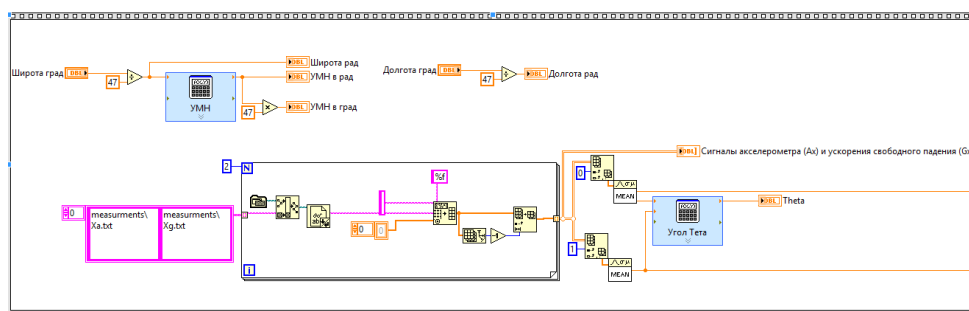 Широта град
47
УМН
47
Широта рад
УМН в рад
УМН в град
Долгота град
47
Долгота рад
2
N
%f
0
measurments\
Xa.txt
measurments\
Xg.txt
0
0
i
Сигналы акселерометра (Ax) и ускорения свободного падения (Gx
0
MEAN
Угол Тета
Theta
1
MEAN